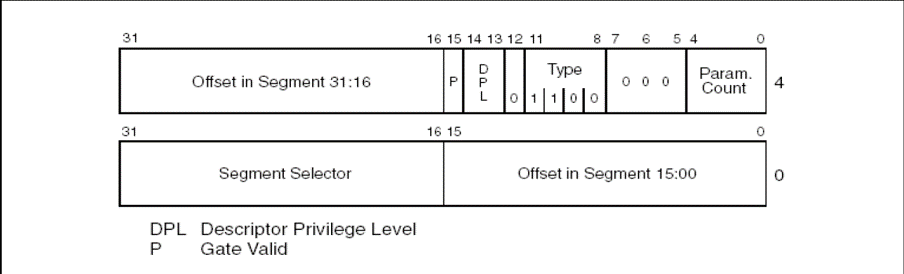 31 16 15 14 13 12 11 8 7 6 5 4 0
Offset in Segment 31:16 P D P L 0 Type 1 1 0 0 0 0 0 Param. Count 4
31 16 15 0
Segment Selector Offset in Segment 15:00 0
DPL Descriptor Privilege Level
P Gate Valid